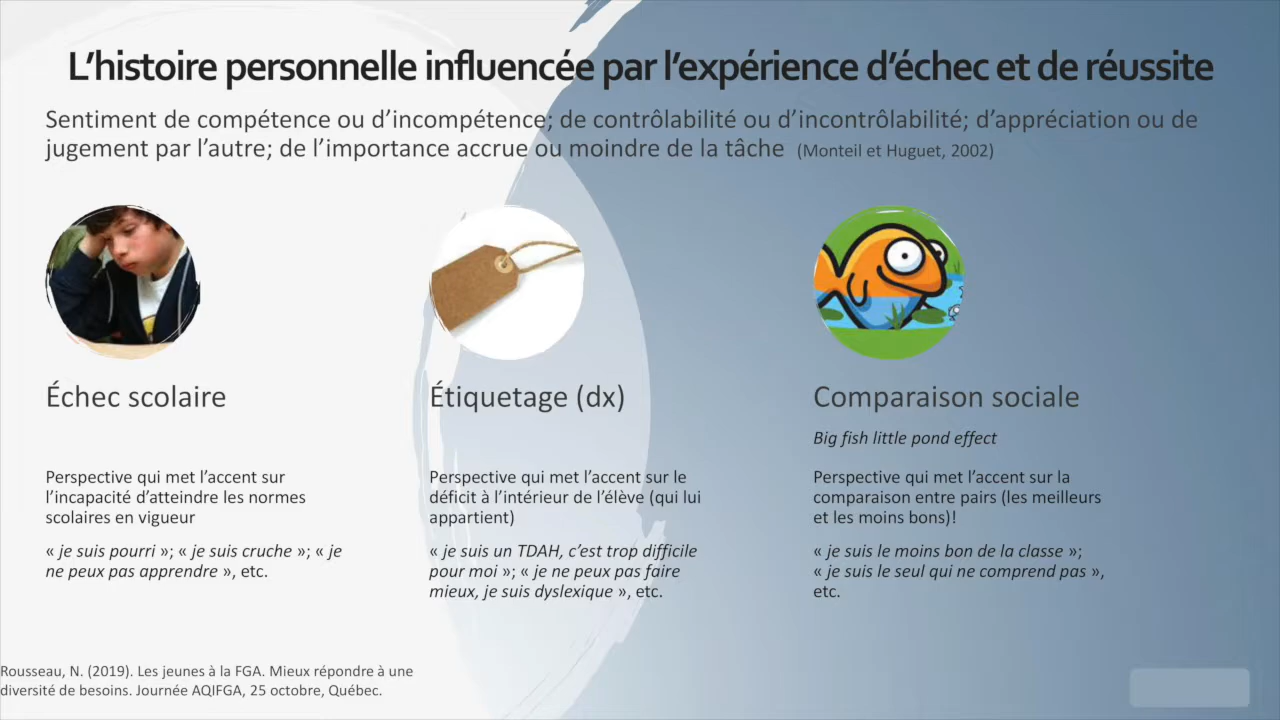 L'histoire personnelle influencée par l'expérience d'échec et de réussite
Sentiment de compétence ou d'incompétence; de contrôlabilité ou d'incontrôlabilité; d'appréciation ou de
jugement par l'autre; de l'importance accrue ou moindre de la tâche (Monteil et Huguet, 2002)
Échec scolaire
Perspective qui met l'accent sur
l'incapacité d'atteindre les normes
scolaires en vigueur
« je suis pourri »; « je suis cruche »; « je
ne peux pas apprendre », etc.
Étiquetage (dx)
Perspective qui met l'accent sur le
déficit à l'intérieur de l'élève (qui lui
appartient)
« je suis un TDAH, c'est trop difficile
pour moi »; « je ne peux pas faire
mieux, je suis dyslexique », etc.
Comparaison sociale
Big fish little pond effect
Perspective qui met l'accent sur la
comparaison entre pairs (les meilleurs
et les moins bons)!
« je suis le moins bon de la classe »;
« je suis le seul qui ne comprend pas »,
etc.
Rousseau, N. (2019). Les jeunes à la FGA. Mieux répondre à une
diversité de besoins. Journée AQIFGA, 25 octobre, Québec.